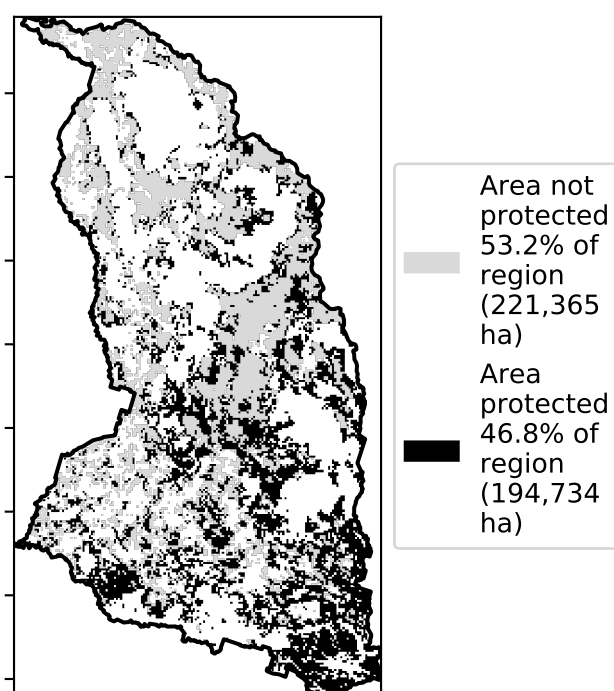 Area not
protected
53.2% of
region
(221,365
ha)
Area
protected
46.8% of
region
(194,734
ha)